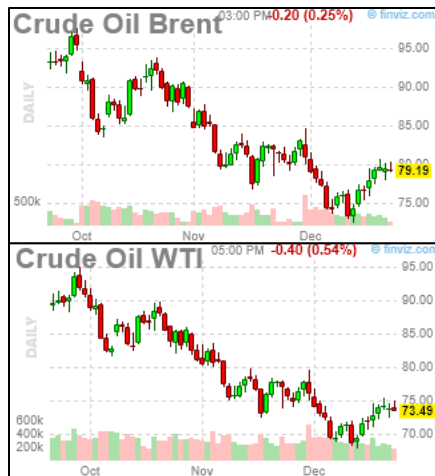 Crude Oil Brent
03:00 PM -0.20 (0.25%) © finviz.com
DAILY
95.00
90.00
85.00
80.00
79.19
75.00
500k
Oct Nov Dec
Crude Oil WTI
05:00 PM -0.40 (0.54%) © finviz.com
DAILY
95.00
90.00
85.00
80.00
75.00
73.49
70.00
600k
400k
200k
Oct Nov Dec